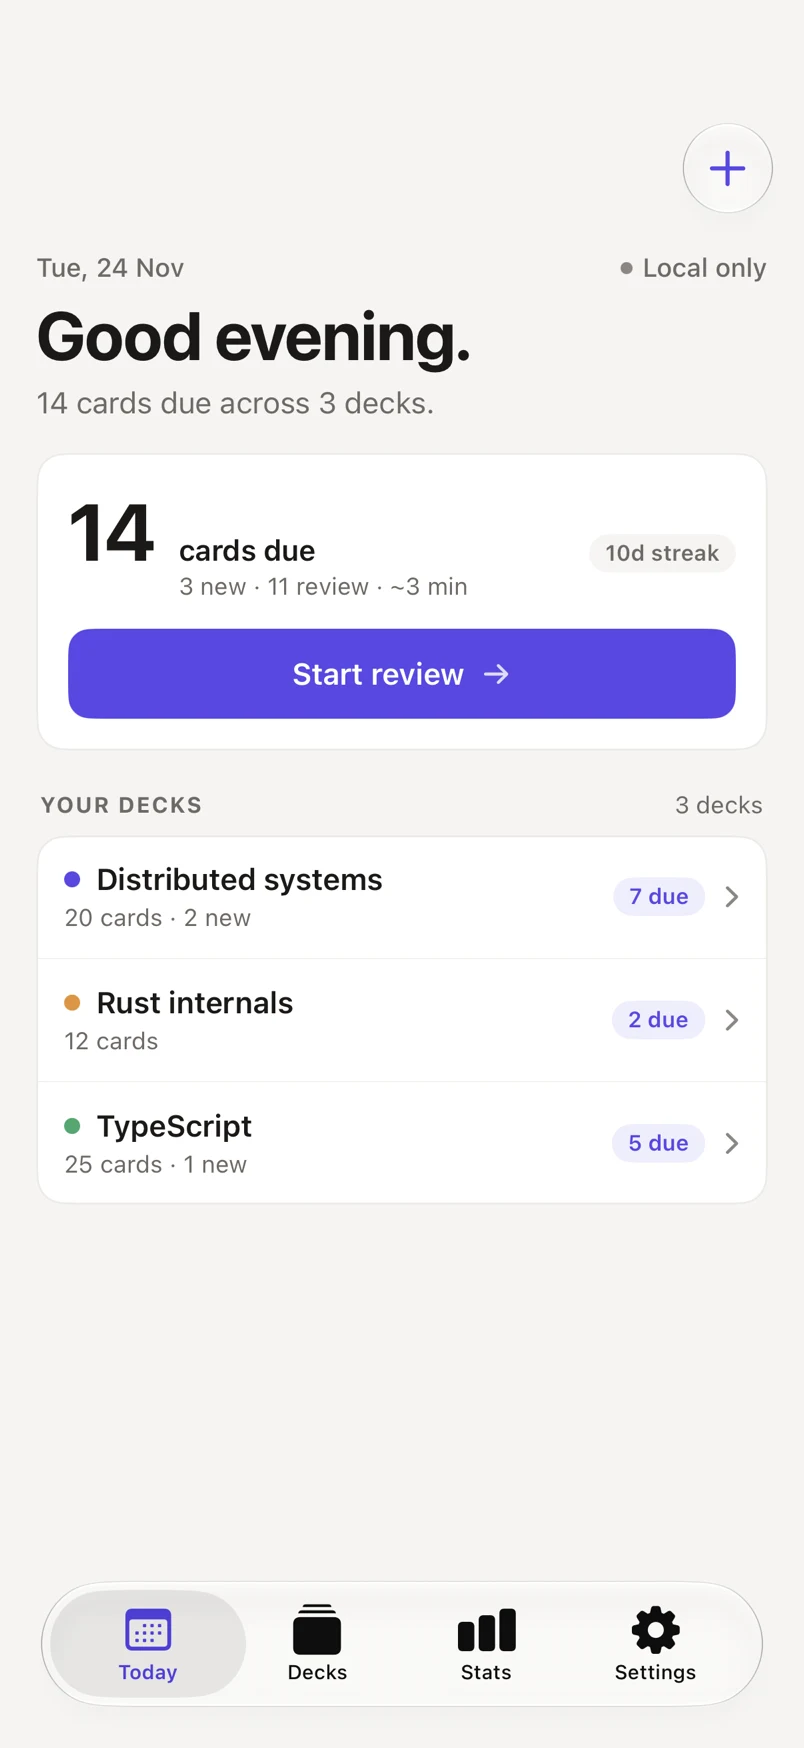 Tue, 24 Nov
Local only
Good evening.
14 cards due across 3 decks.
14 cards due
10d streak
3 new · 11 review · ~3 min
Start review →
YOUR DECKS
3 decks
Distributed systems
20 cards · 2 new
7 due
Rust internals
12 cards
2 due
TypeScript
25 cards · 1 new
5 due
Today
Decks
Stats
Settings